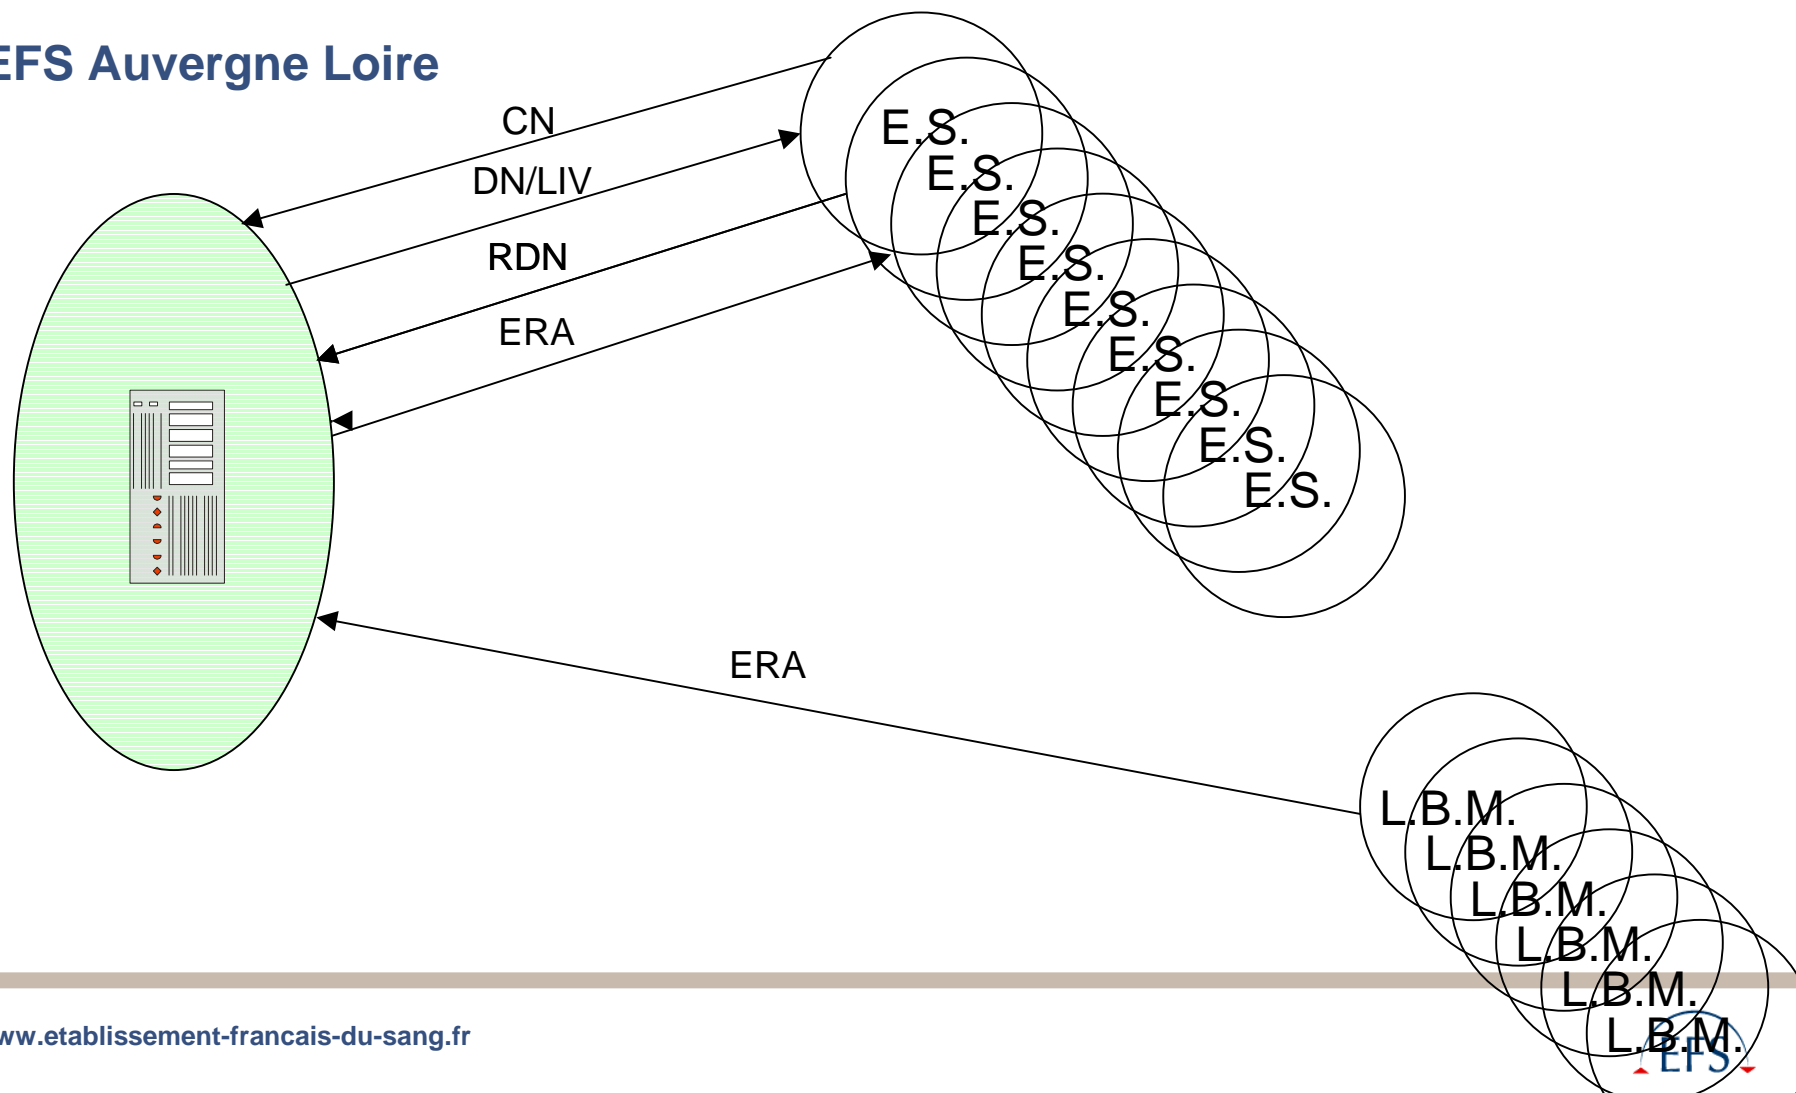 EFS Auvergne Loire
CN
DN/LIV
RDN
ERA
E.S.
E.S.
E.S.
E.S.
E.S.
E.S.
E.S.
E.S.
E.S.
ERA
L.B.M.
L.B.M.
L.B.M.
L.B.M.
L.B.M.
L.B.M.
ww.etablissement-francais-du-sang.fr
EFS